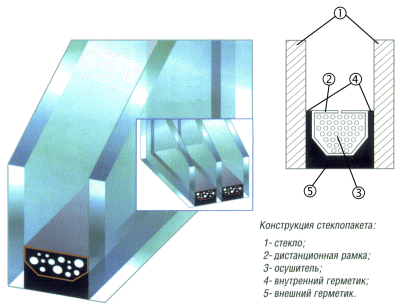 1
2
4
5
3
Конструкция стеклопакета:
1- стекло;
2- дистанционная рамка;
3- осушитель;
4- внутренний герметик;
5- внешний герметик.